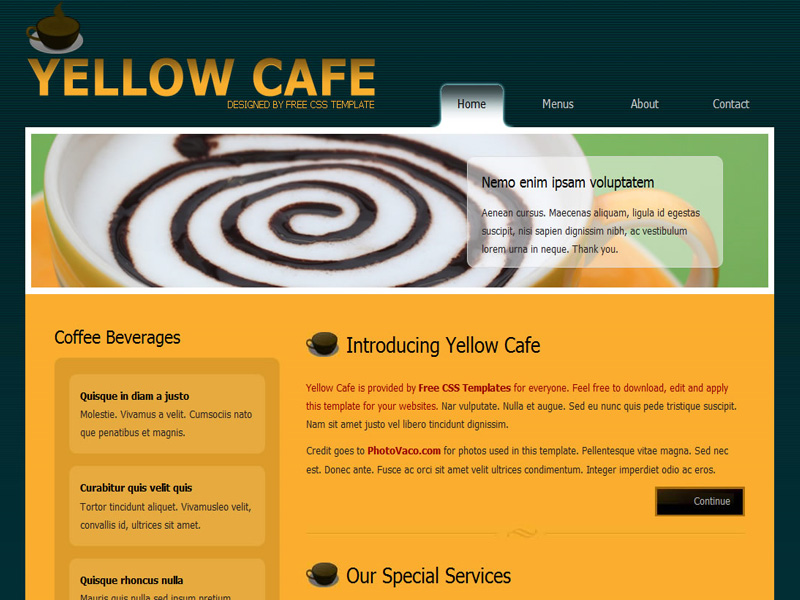 YELLOW CAFE
DESIGNED BY FREE CSS TEMPLATE
Home
Menus
About
Contact
Nemo enim ipsam voluptatem
Aenean cursus. Maecenas aliquam, ligula id egestas
suscipit, nisi sapien dignissim nibh, ac vestibulum
lorem urna in neque. Thank you.
Coffee Beverages
Quisque in diam a justo
Molestie. Vivamus a velit. Cumsociis nato
que penatibus et magnis.
Curabitur quis velit quis
Tortor tincidunt aliquet. Vivamusleo velit,
convallis id, ultrices sit amet.
Quisque rhoncus nulla
Mauris quis nulla sed ipsum pretium
Introducing Yellow Cafe
Yellow Cafe is provided by Free CSS Templates for everyone. Feel free to download, edit and apply
this template for your websites. Nar vulputate. Nulla et augue. Sed eu nunc quis pede tristique suscipit.
Nam sit amet justo vel libero tincidunt dignissim.
Credit goes to PhotoVaco.com for photos used in this template. Pellentesque vitae magna. Sed nec
est. Donec ante. Fusce ac orci sit amet velit ultrices condimentum. Integer imperdiet odio ac eros.
Continue
Our Special Services